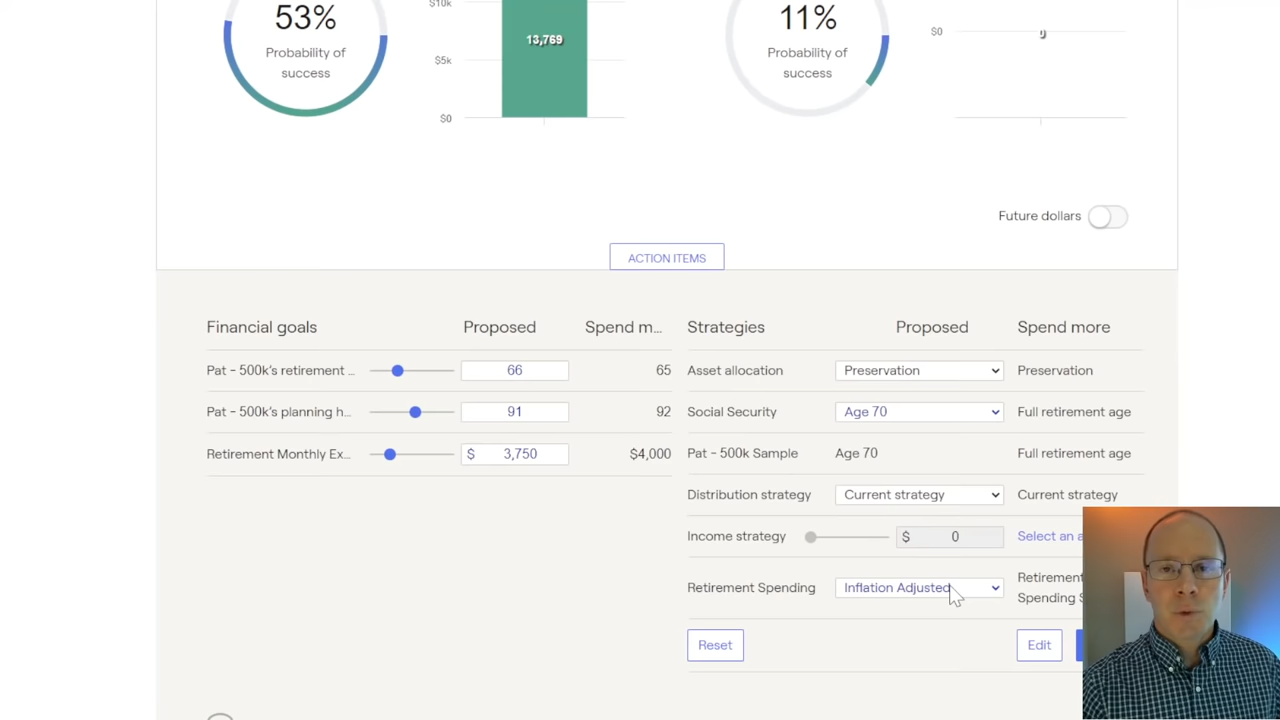 53%
Probability of
success
$10k
13,769
$5k
$0
11%
Probability of
success
$0
0
Future dollars
ACTION ITEMS
Financial goals Proposed Spend m...
Pat - 500k's retirement ... 66 65
Pat - 500k's planning h... 91 92
Retirement Monthly Ex... $ 3,750 $4,000
Strategies Proposed Spend more
Asset allocation Preservation Preservation
Social Security Age 70 Full retirement age
Pat - 500k Sample Age 70 Full retirement age
Distribution strategy Current strategy Current strategy
Income strategy $ 0 Select an a
Retirement Spending Inflation Adjusted Retirement
Spending
Reset Edit